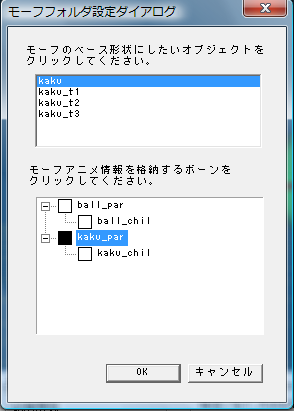 モーフフォルダ設定ダイアログ
モーフのベース形状にしたいオブジェクトを
クリックしてください。
kaku
kaku_t1
kaku_t2
kaku_t3
モーフアニメ情報を格納するボーンを
クリックしてください。
ball_par
ball_chil
kaku_par
kaku_chil
OK
キャンセル